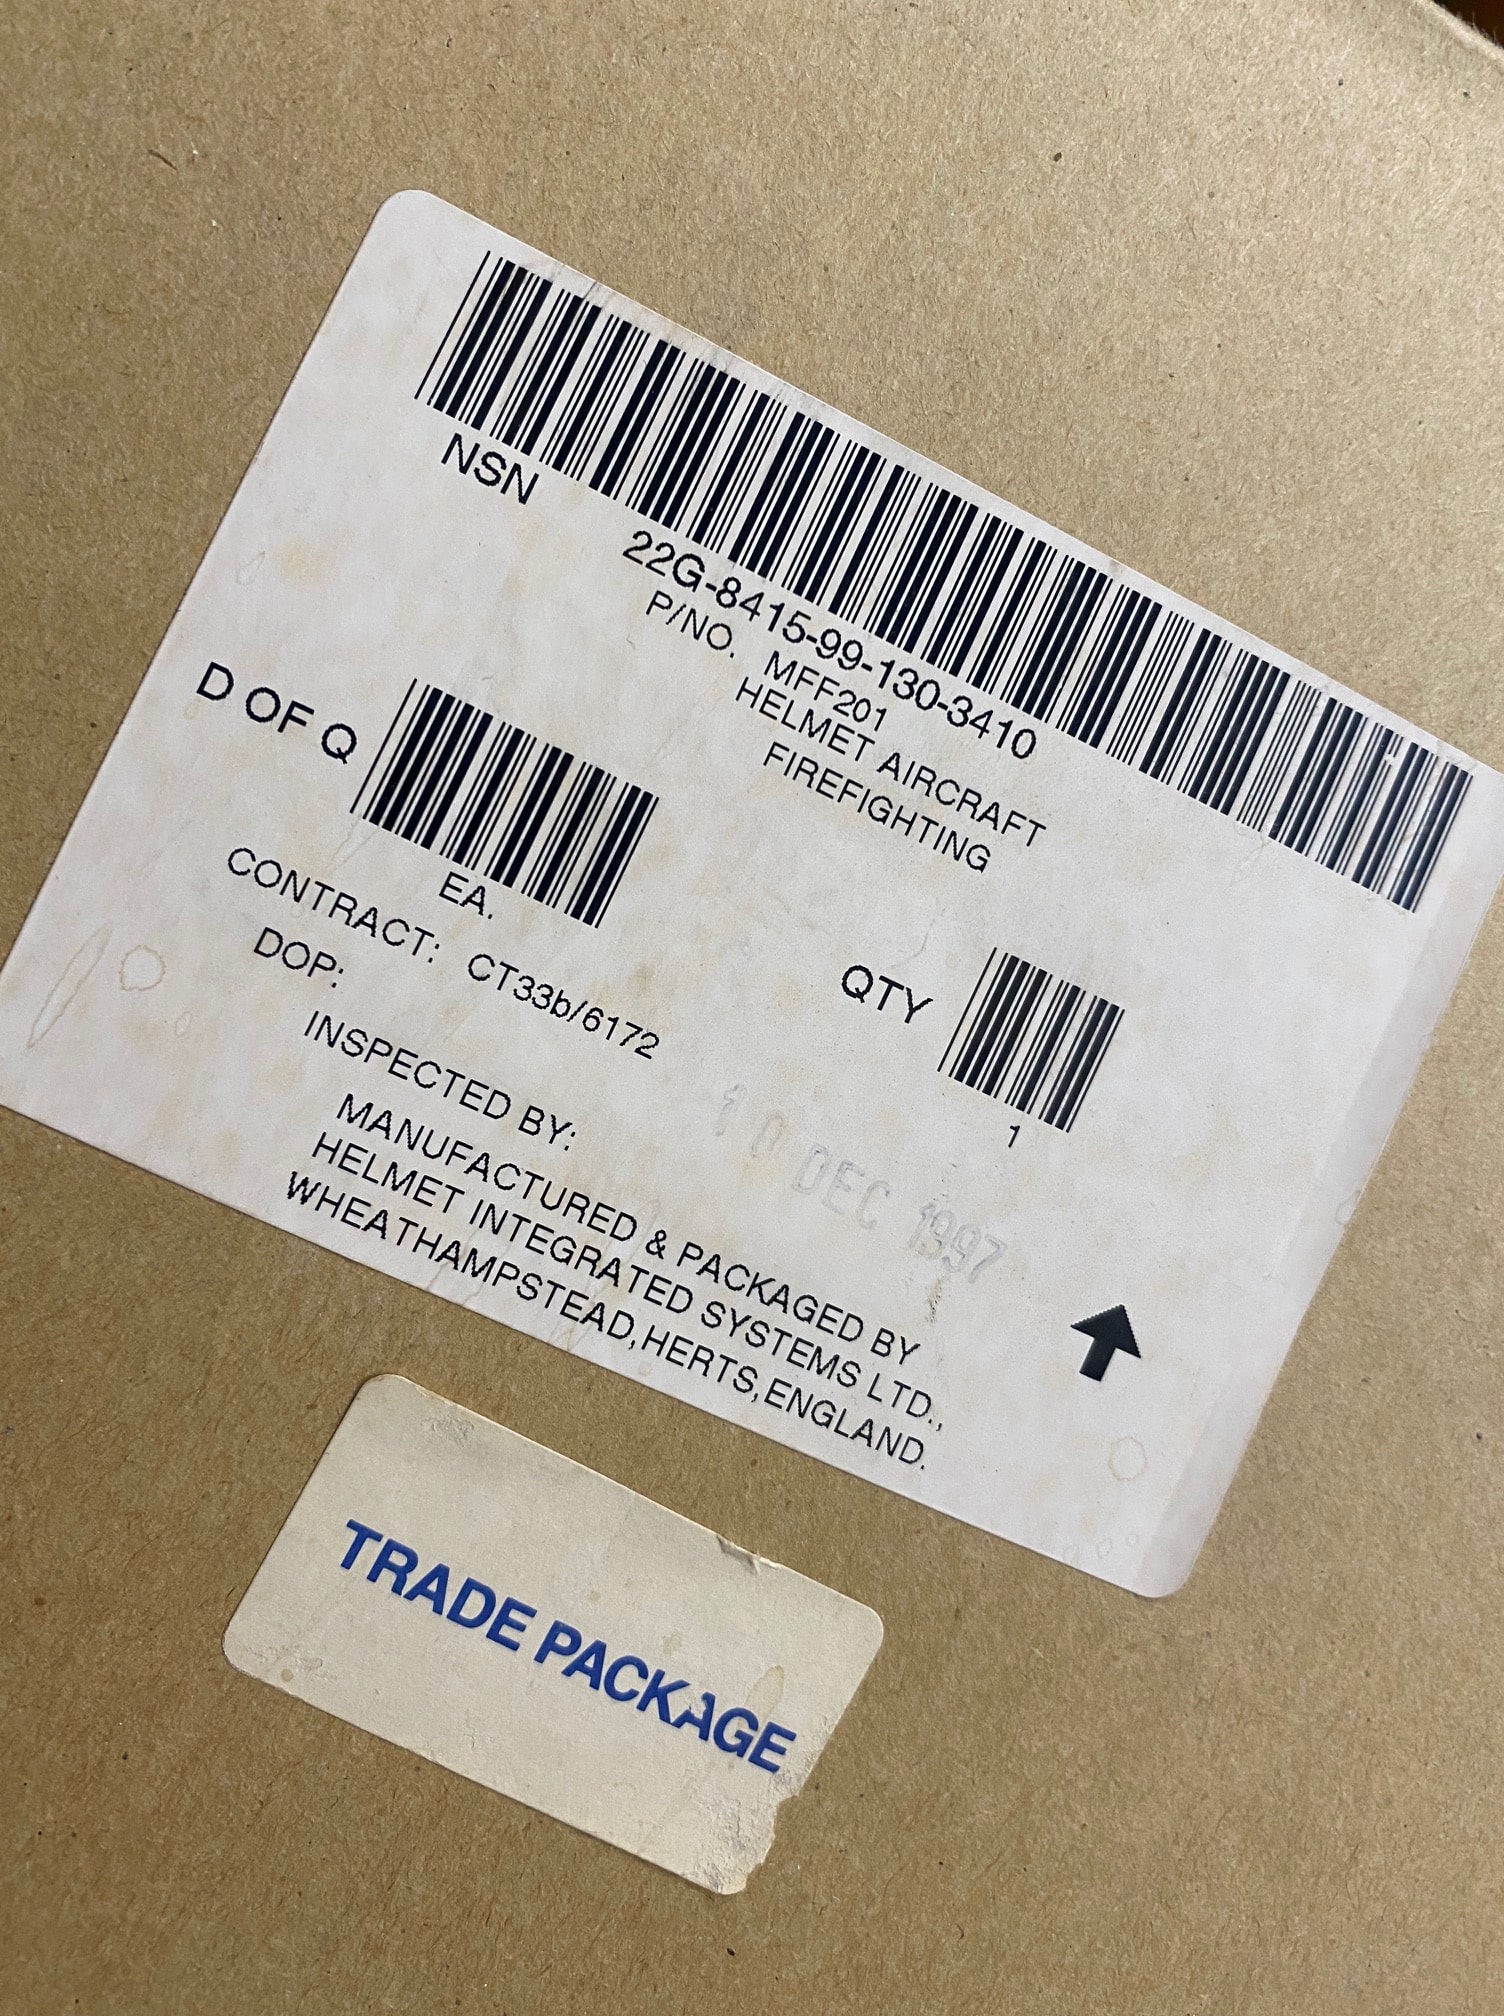 NSN
22G-8415-99-130-3410
P/NO. MFF201
HELMET AIRCRAFT
FIREFIGHTING
D OF Q
EA.
QTY
1
CONTRACT: CT33b/6172
DOP:
10 DEC 1997
INSPECTED BY:
MANUFACTURED & PACKAGED BY
HELMET INTEGRATED SYSTEMS LTD.,
WHEATHAMPSTEAD,HERTS,ENGLAND.
TRADE PACKAGE